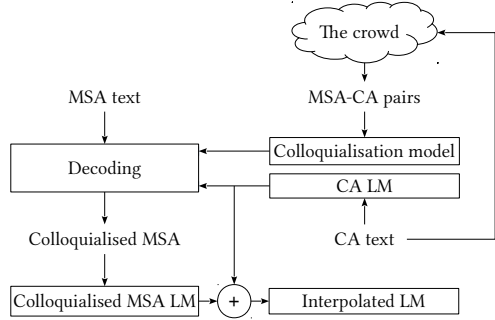 The crowd
MSA text
MSA-CA pairs
Colloquialisation model
Decoding
CA LM
Colloquialised MSA
CA text
Colloquialised MSA LM
+
Interpolated LM